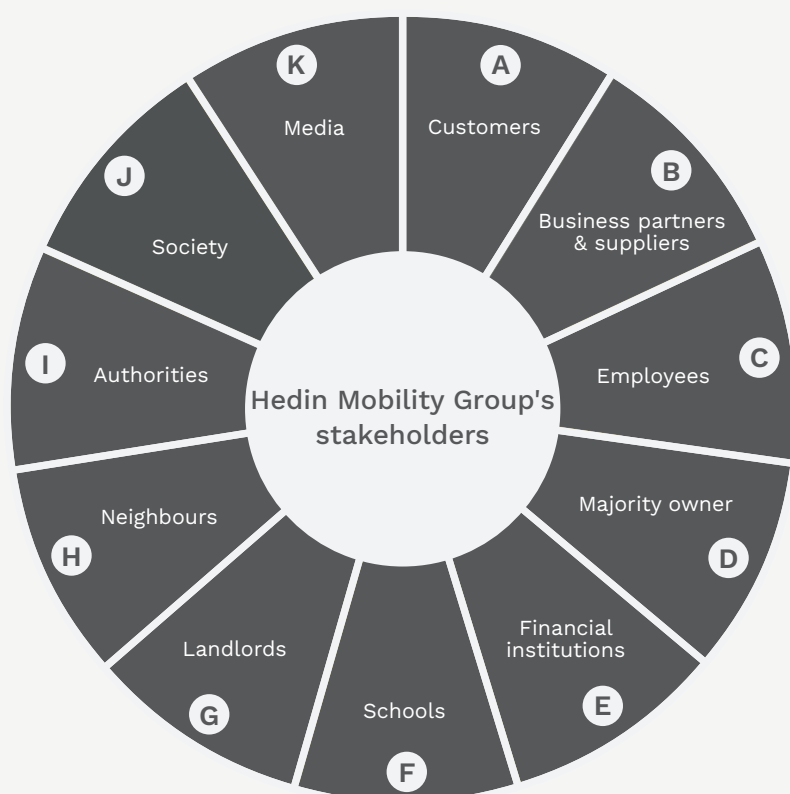 K
Media
A
Customers
J
Society
B
Business partners
& suppliers
I
Authorities
C
Employees
Hedin Mobility Group's
stakeholders
H
Neighbours
Majority owner
D
Landlords
G
Financial
institutions
E
Schools
F